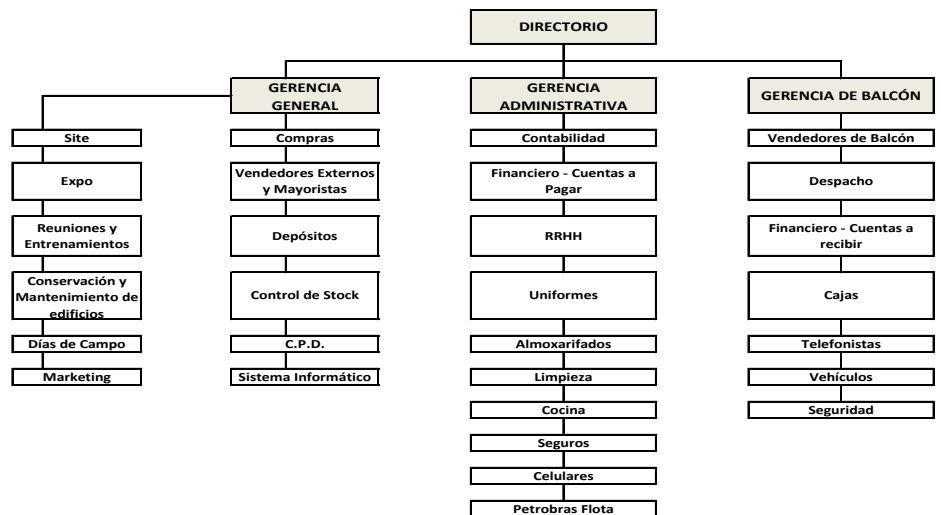 DIRECTORIO
GERENCIA
GENERAL
GERENCIA
ADMINISTRATIVA
GERENCIA DE BALCÓN
Site
Compras
Contabilidad
Vendedores de Balcón
Expo
Vendedores Externos
y Mayoristas
Financiero - Cuentas a
Pagar
Despacho
Reuniones y
Entrenamientos
Depósitos
RRHH
Financiero - Cuentas a
recibir
Conservación y
Mantenimiento de
edificios
Control de Stock
Uniformes
Cajas
Días de Campo
C.P.D.
Almoxarifados
Telefonistas
Marketing
Sistema Informático
Limpieza
Vehículos
Cocina
Seguridad
Seguros
Celulares
Petrobras Flota